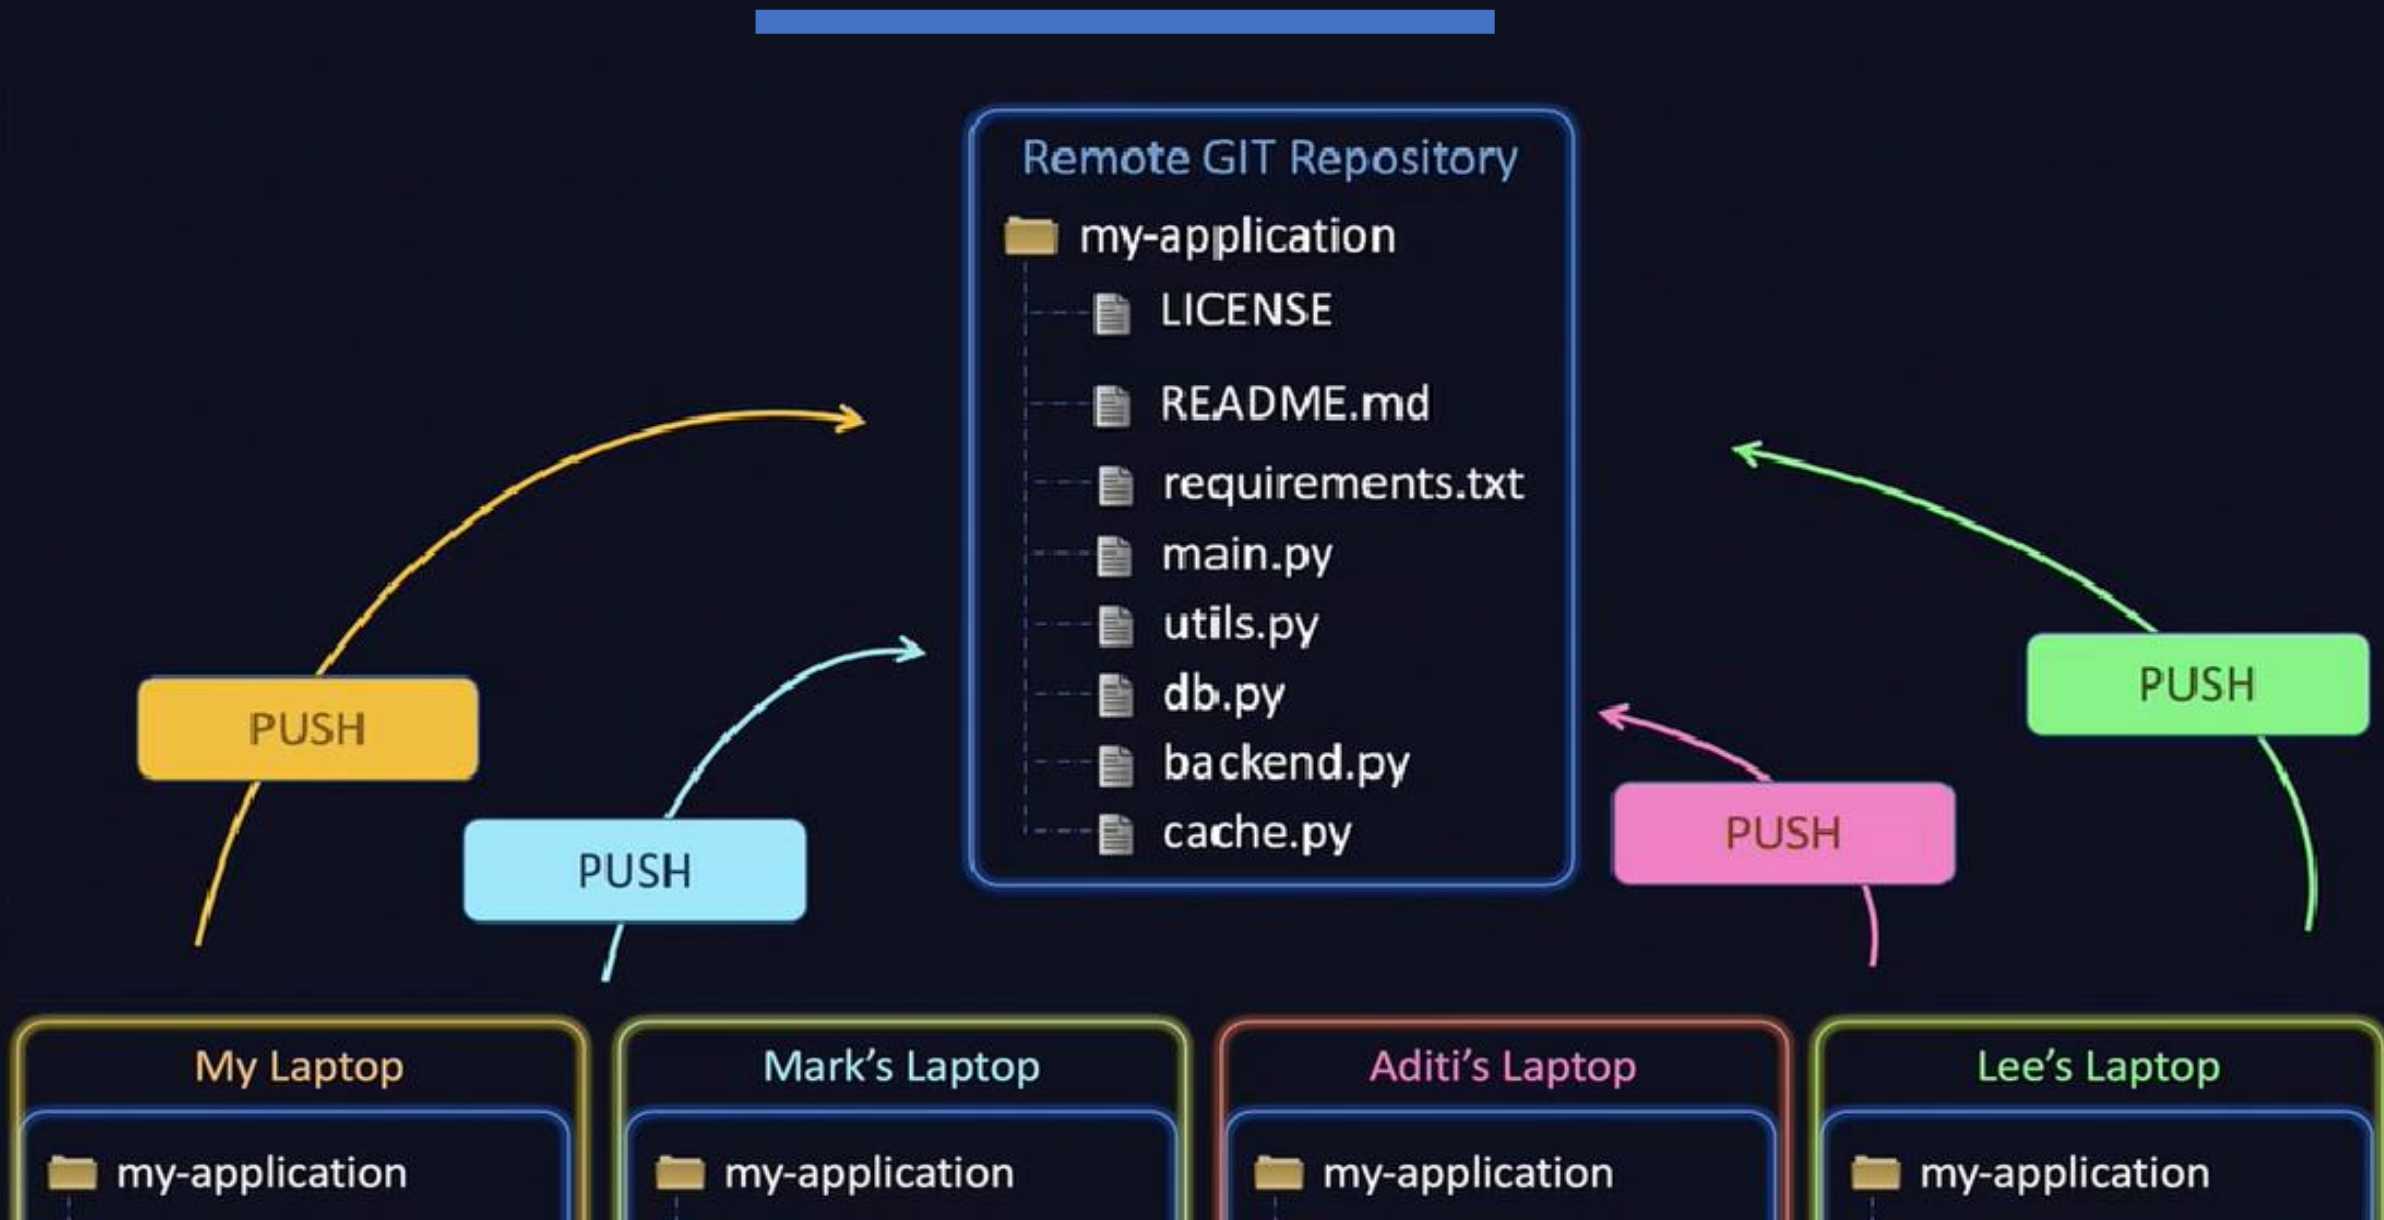 Remote GIT Repository
my-application
LICENSE
README.md
requirements.txt
main.py
utils.py
db.py
backend.py
cache.py
PUSH
PUSH
PUSH
PUSH
My Laptop
my-application
Mark's Laptop
my-application
Aditi's Laptop
my-application
Lee's Laptop
my-application